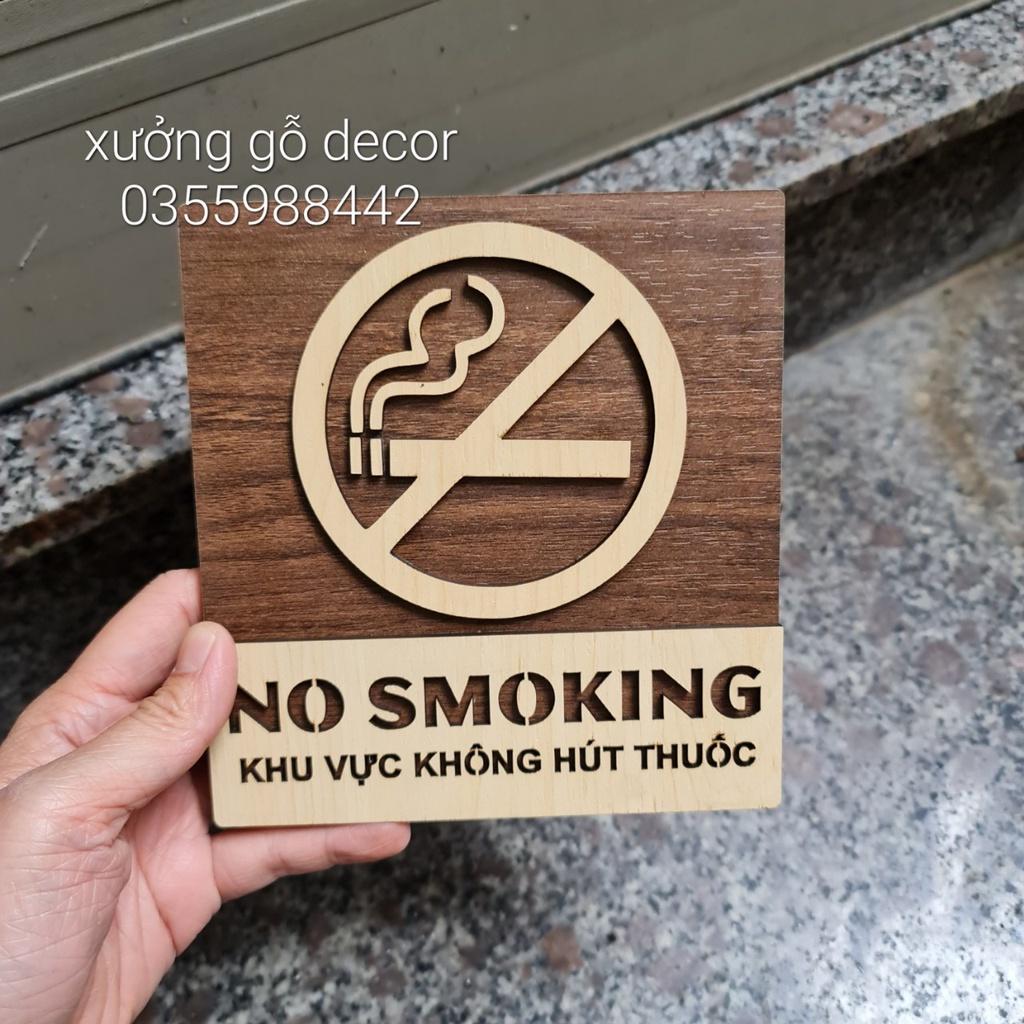 xưởng gỗ decor
0355988442
NO SMOKING
KHU VỰC KHÔNG HÚT THUỐC